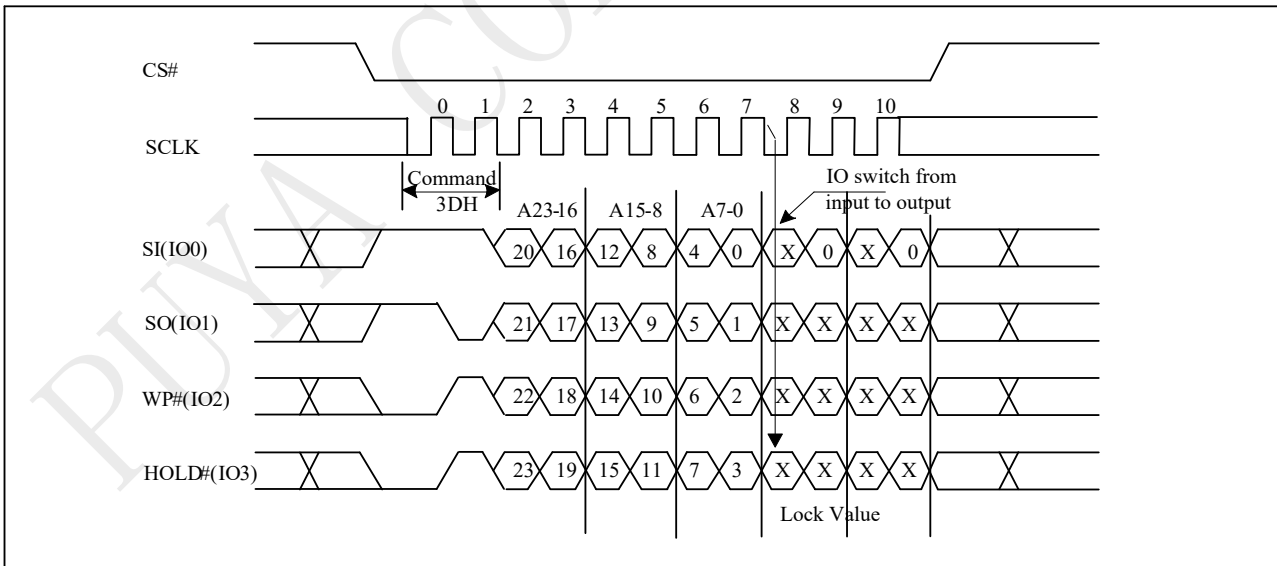 PUYA CO
CS#
0 1 2 3 4 5 6 7 8 9 10
SCLK
Command
3DH
IO switch from
input to output
A23-16 A15-8 A7-0
SI(IO0)
20 16 12 8 4 0 X 0 X 0
SO(IO1)
21 17 13 9 5 1 X X X X
WP#(IO2)
22 18 14 10 6 2 X X X X
HOLD#(IO3)
23 19 15 11 7 3 X X X X
Lock Value